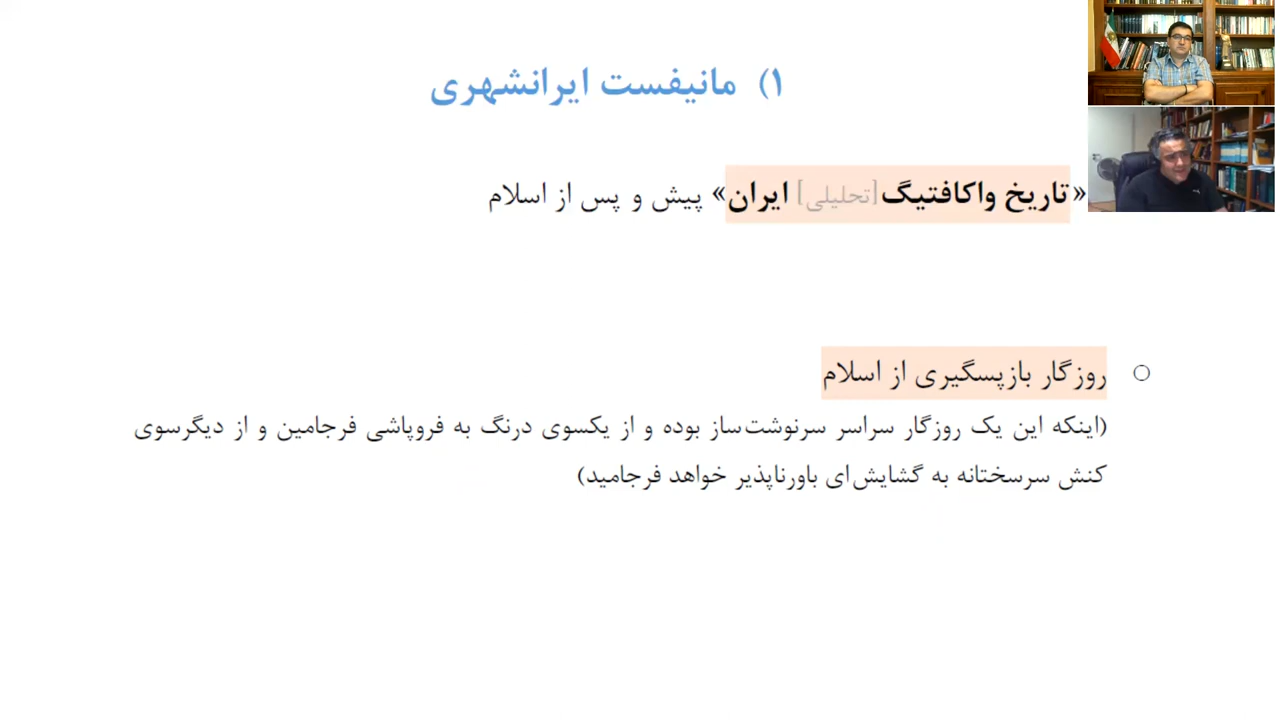 ۱) مانیفست ایرانشهری
«تاریخ واکافتیگ[تحلیلی] ایران» پیش و پس از اسلام
روزگار بازپسگیری از اسلام
(اینکه این یک روزگار سراسر سرنوشت‌ساز بوده و از یکسوی درنگ به فروپاشی فرجامین و از دیگرسوی
کنش سرسختانه به گشایش‌ای باورناپذیر خواهد فرجامید)